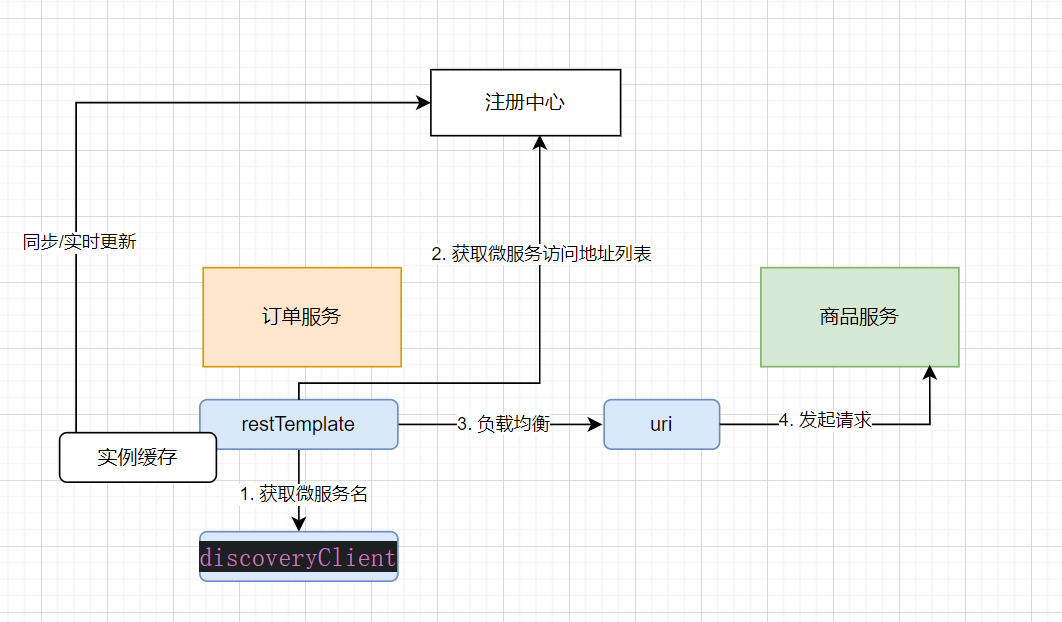 注册中心
同步/实时更新
2. 获取微服务访问地址列表
订单服务
商品服务
restTemplate
3. 负载均衡
uri
4. 发起请求
实例缓存
1. 获取微服务名
discoveryClient